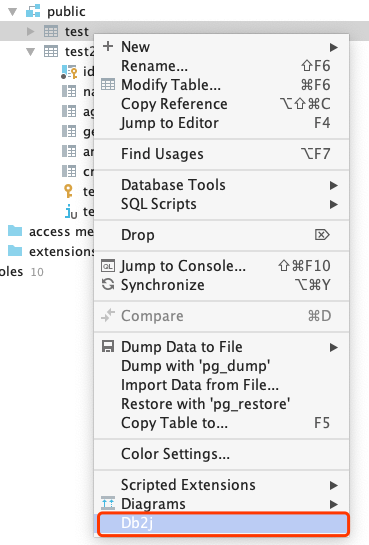 public
test
test2
id
na
ag
ge
ar
cr
te
te
access me
extensions
oles 10
New
Rename... ⇧F6
Modify Table... ⌘F6
Copy Reference ⌥⇧⌘C
Jump to Editor F4
Find Usages ⌥F7
Database Tools
SQL Scripts
Drop ⌦
QL Jump to Console... ⇧⌘F10
Synchronize ⌥⌘Y
Compare ⌘D
Dump Data to File
Dump with 'pg_dump'
Import Data from File...
Restore with 'pg_restore'
Copy Table to... F5
Color Settings...
Scripted Extensions
Diagrams
Db2j